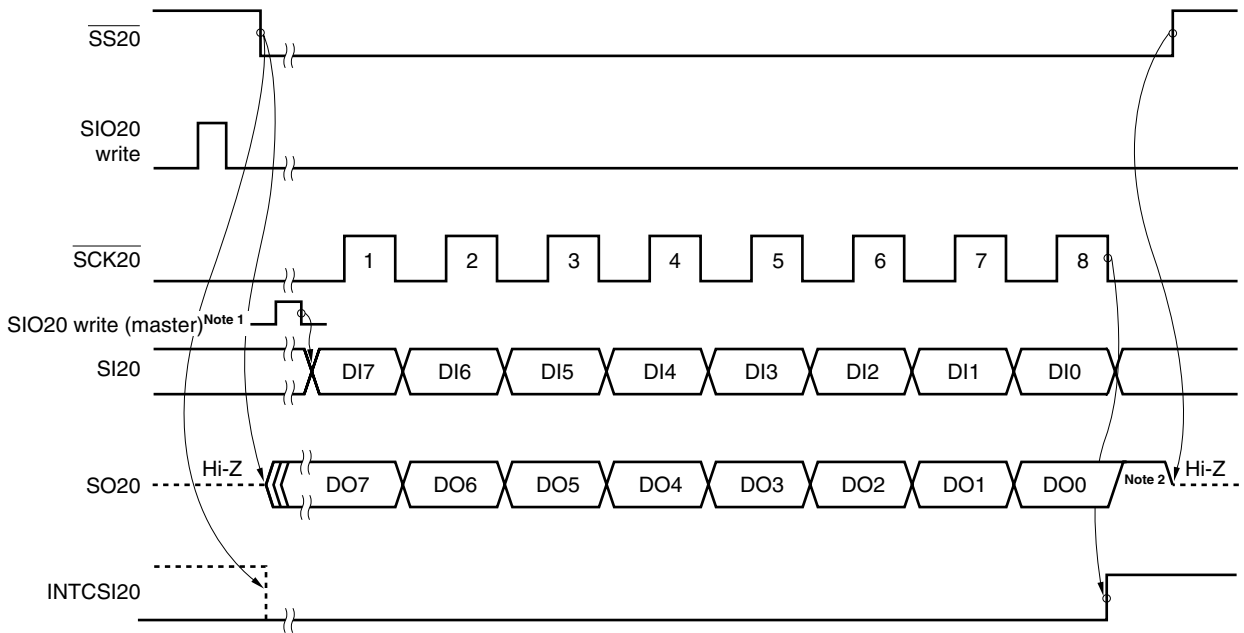 SS20
SIO20
write
SCK20
1 2 3 4 5 6 7 8
SIO20 write (master)Note 1
SI20
DI7 DI6 DI5 DI4 DI3 DI2 DI1 DI0
Hi-Z
SO20
DO7 DO6 DO5 DO4 DO3 DO2 DO1 DO0
Note 2
Hi-Z
INTCSI20